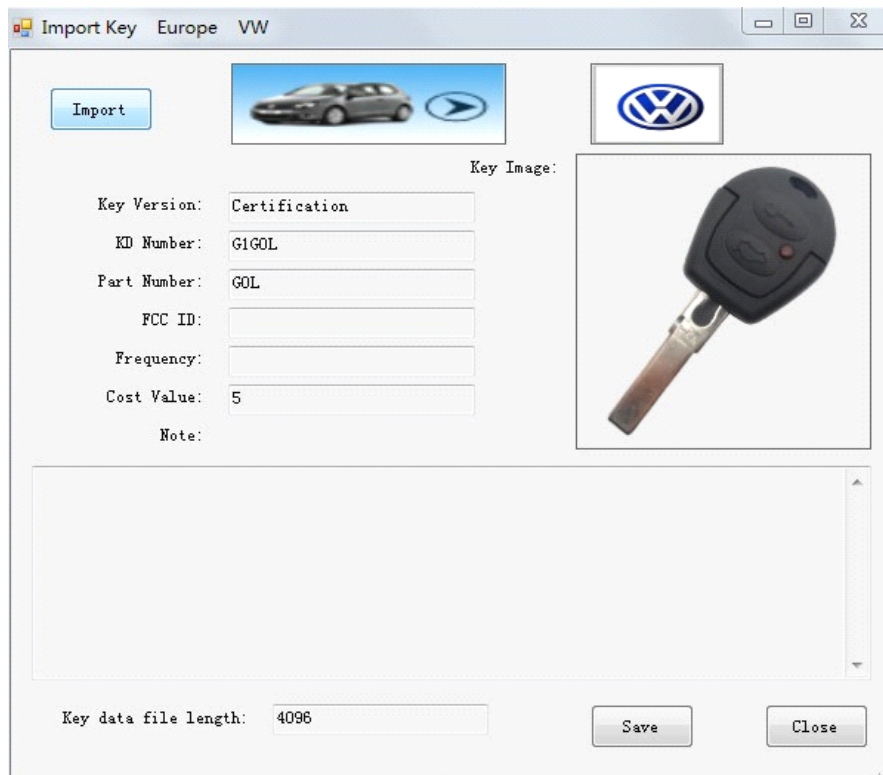 Import Key Europe VW
Import
VW
Key Image:
Key Version: Certification
KD Number: G1GOL
Part Number: GOL
FCC ID:
Frequency:
Cost Value: 5
Note:
Key data file length: 4096
Save
Close